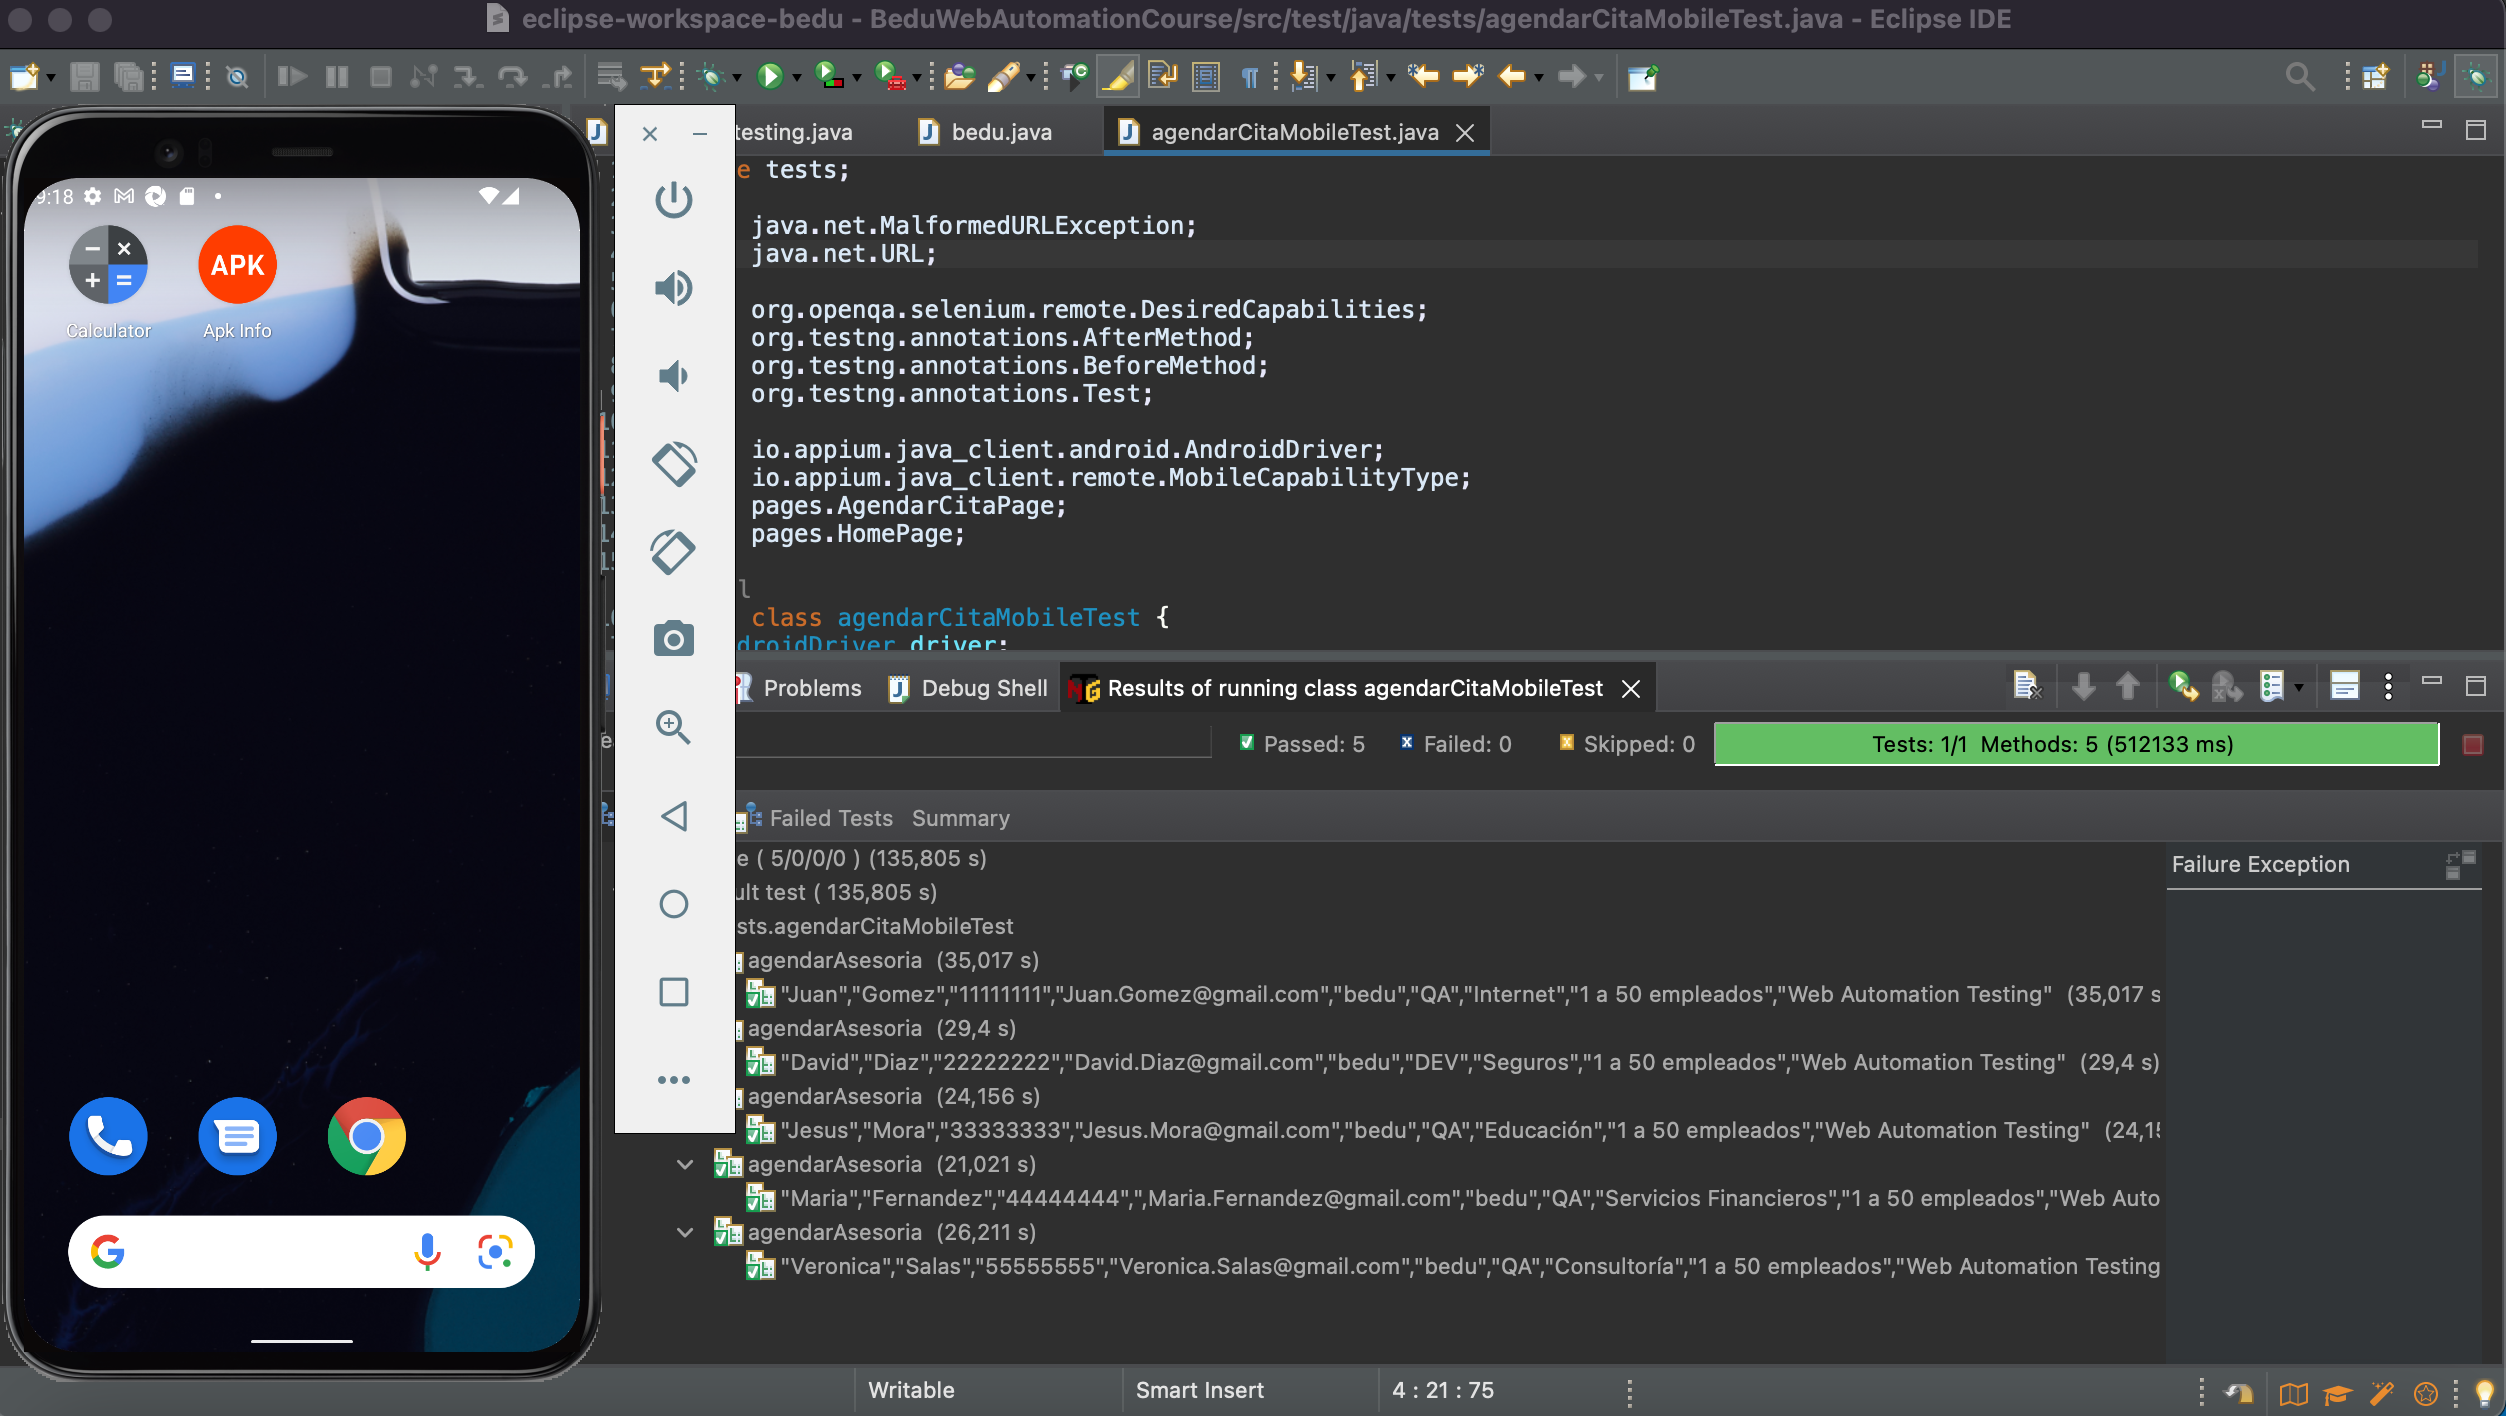 eclipse-workspace-bedu - BeduWebAutomationCourse/src/test/java/tests/agendarCitaMobileTest.java - Eclipse IDE
testing.java
bedu.java
agendarCitaMobileTest.java
9:18
Calculator
APK
Apk Info
e tests;
java.net.MalformedURLException;
java.net.URL;
org.openqa.selenium.remote.DesiredCapabilities;
org.testng.annotations.AfterMethod;
org.testng.annotations.BeforeMethod;
org.testng.annotations.Test;
io.appium.java_client.android.AndroidDriver;
io.appium.java_client.remote.MobileCapabilityType;
pages.AgendarCitaPage;
pages.HomePage;
l
class agendarCitaMobileTest {
droidDriver driver;
Problems
Debug Shell
Results of running class agendarCitaMobileTest
Passed: 5
Failed: 0
Skipped: 0
Tests: 1/1 Methods: 5 (512133 ms)
Failed Tests
Summary
e ( 5/0/0/0 ) (135,805 s)
ult test ( 135,805 s)
sts.agendarCitaMobileTest
agendarAsesoria (35,017 s)
"Juan","Gomez","11111111","Juan.Gomez@gmail.com","bedu","QA","Internet","1 a 50 empleados","Web Automation Testing" (35,017 s
agendarAsesoria (29,4 s)
"David","Diaz","22222222","David.Diaz@gmail.com","bedu","DEV","Seguros","1 a 50 empleados","Web Automation Testing" (29,4 s)
agendarAsesoria (24,156 s)
"Jesus","Mora","33333333","Jesus.Mora@gmail.com","bedu","QA","Educación","1 a 50 empleados","Web Automation Testing" (24,15
agendarAsesoria (21,021 s)
"Maria","Fernandez","44444444",,Maria.Fernandez@gmail.com","bedu","QA","Servicios Financieros","1 a 50 empleados","Web Auto
agendarAsesoria (26,211 s)
"Veronica","Salas","55555555","Veronica.Salas@gmail.com","bedu","QA","Consultoría","1 a 50 empleados","Web Automation Testing
Failure Exception
Writable
Smart Insert
4 : 21 : 75